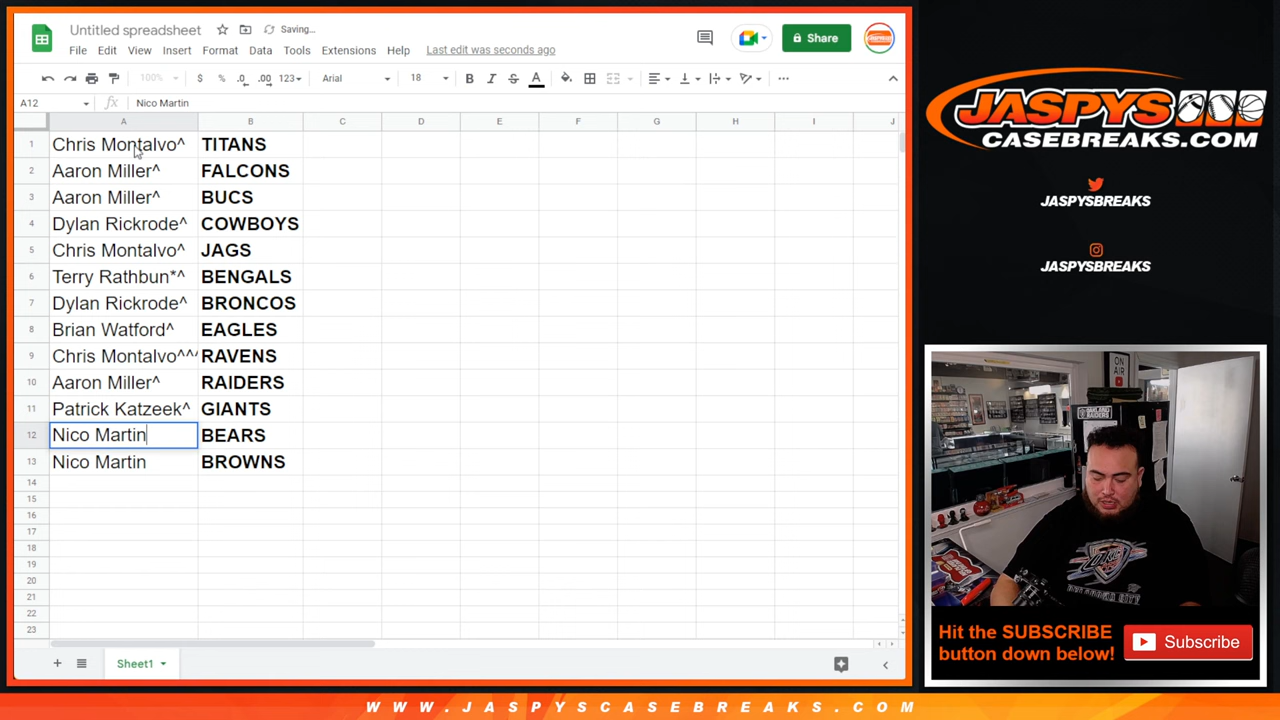 Untitled spreadsheet
Saving...
File Edit View Format Data Tools Extensions Help Last edit was seconds ago
Share
100% $ % .0 .00 123 Arial 18 B I S A
A12 fx Nico Martin
A B C D E F G H I J
1 Chris Montalvo^ TITANS
2 Aaron Miller^ FALCONS
3 Aaron Miller^ BUCS
4 Dylan Rickrode^ COWBOYS
5 Chris Montalvo^ JAGS
6 Terry Rathbun*^ BENGALS
7 Dylan Rickrode^ BRONCOS
8 Brian Watford^ EAGLES
9 Chris Montalvo^^^ RAVENS
10 Aaron Miller^ RAIDERS
11 Patrick Katzeek^ GIANTS
12 Nico Martin BEARS
13 Nico Martin BROWNS
14
15
16
17
18
19
20
21
22
23
Sheet1
JASPYS
CASEBREAKS.COM
JASPYSBREAKS
JASPYSBREAKS
ON
AIR
Hit the SUBSCRIBE
button down below!
Subscribe
WWW.JASPYSCASEBREAKS.COM